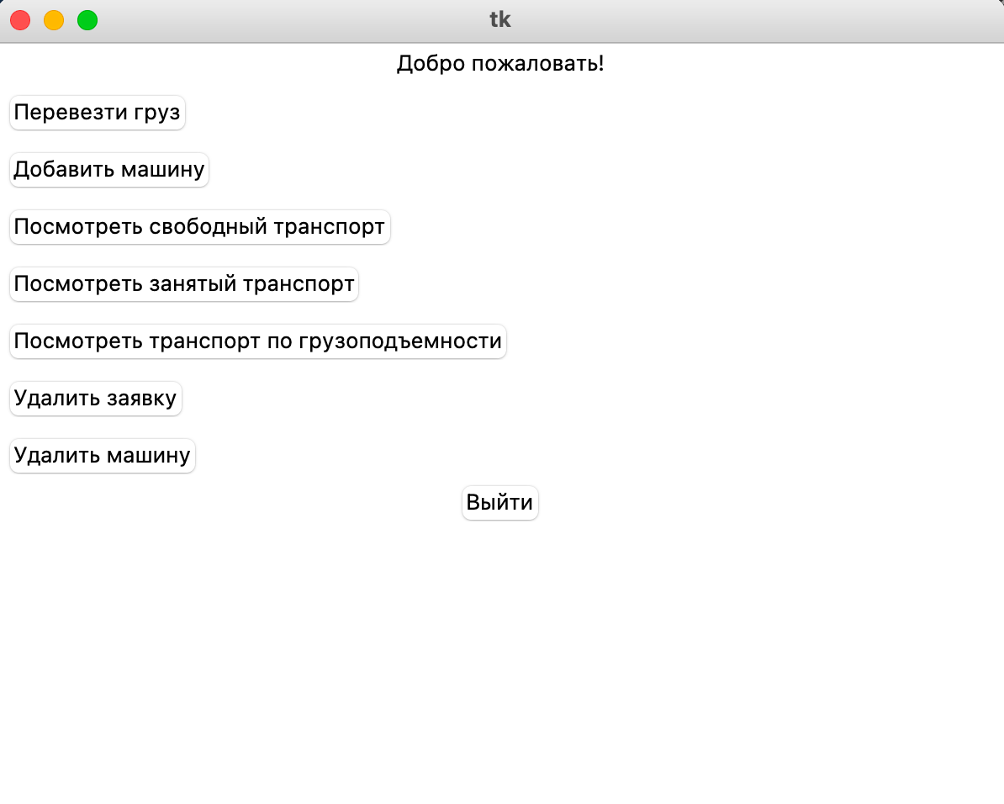 tk
Добро пожаловать!
Перевезти груз
Добавить машину
Посмотреть свободный транспорт
Посмотреть занятый транспорт
Посмотреть транспорт по грузоподъемности
Удалить заявку
Удалить машину
Выйти